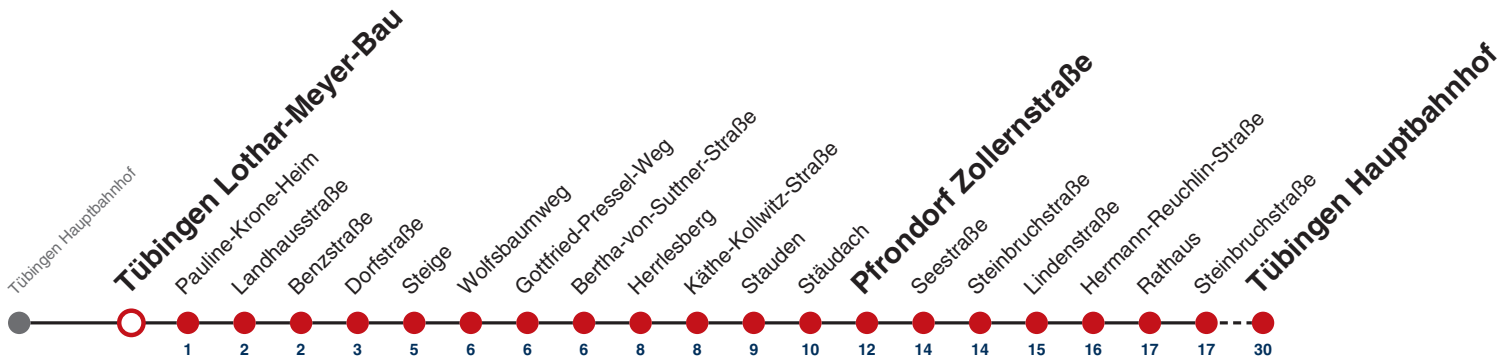 Tübingen Hauptbahnhof
Tübingen Lothar-Meyer-Bau
Pauline-Krone-Heim
Landhausstraße
Benzstraße
Dorfstraße
Steige
Wolfsbaumweg
Gottfried-Pressel-Weg
Bertha-von-Suttner-Straße
Herrlesberg
Käthe-Kollwitz-Straße
Stauden
Stäudach
Pfrondorf Zollernstraße
Seestraße
Steinbruchstraße
Lindenstraße
Hermann-Reuchlin-Straße
Rathaus
Steinbruchstraße
Tübingen Hauptbahnhof
1 2 2 3 5 6 6 6 8 8 9 10 12 14 14 15 16 17 17 30